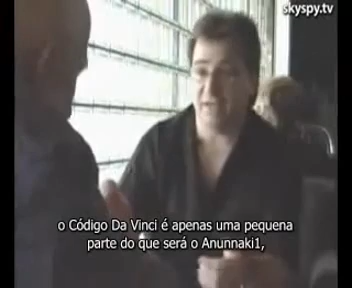 skyspy.tv
o Código Da Vinci é apenas uma pequena
parte do que será o Anunnaki1,